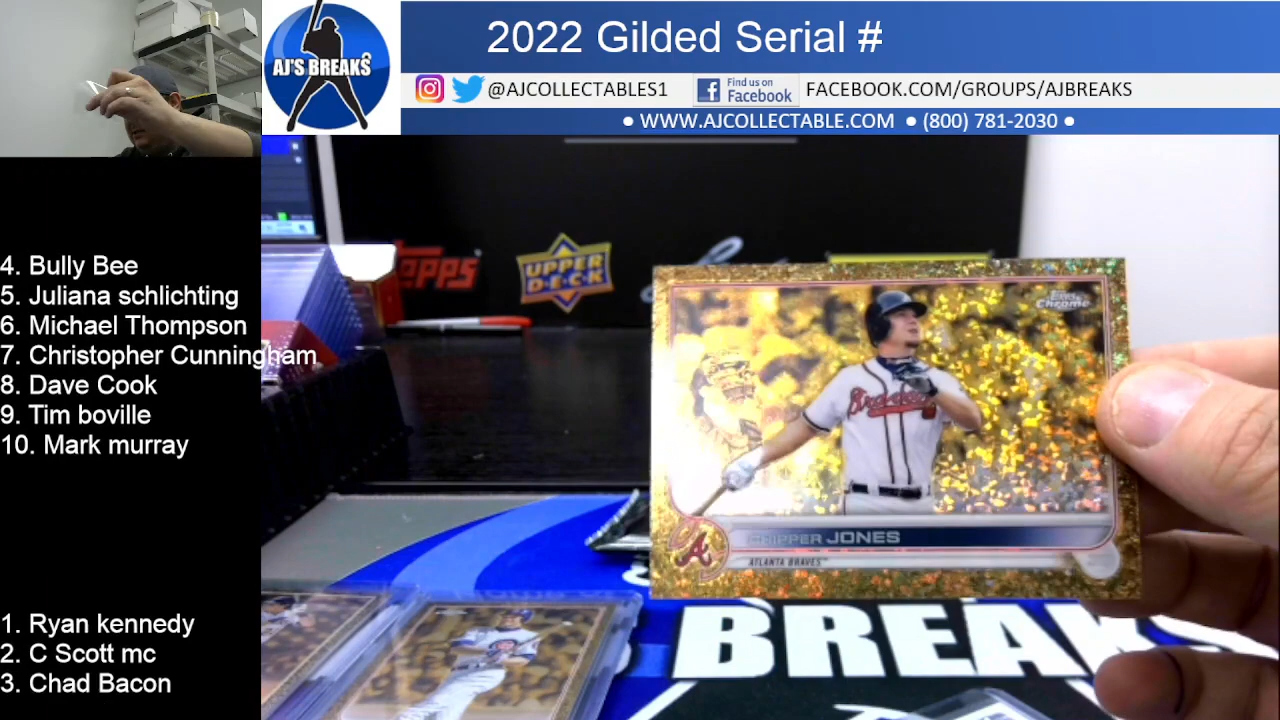 2022 Gilded Serial #
AJ'S BREAKS
@AJCOLLECTABLES1
Find us on
Facebook
FACEBOOK.COM/GROUPS/AJBREAKS
• WWW.AJCOLLECTABLE.COM • (800) 781-2030 •
4. Bully Bee
5. Juliana schlichting
6. Michael Thompson
7. Christopher Cunningham
8. Dave Cook
9. Tim boville
10. Mark murray
1. Ryan kennedy
2. C Scott mc
3. Chad Bacon
Topps
UPPER
DECK
Topps
Chrome
Braves
CHIPPER JONES
A
ATLANTA BRAVES
BREAKS